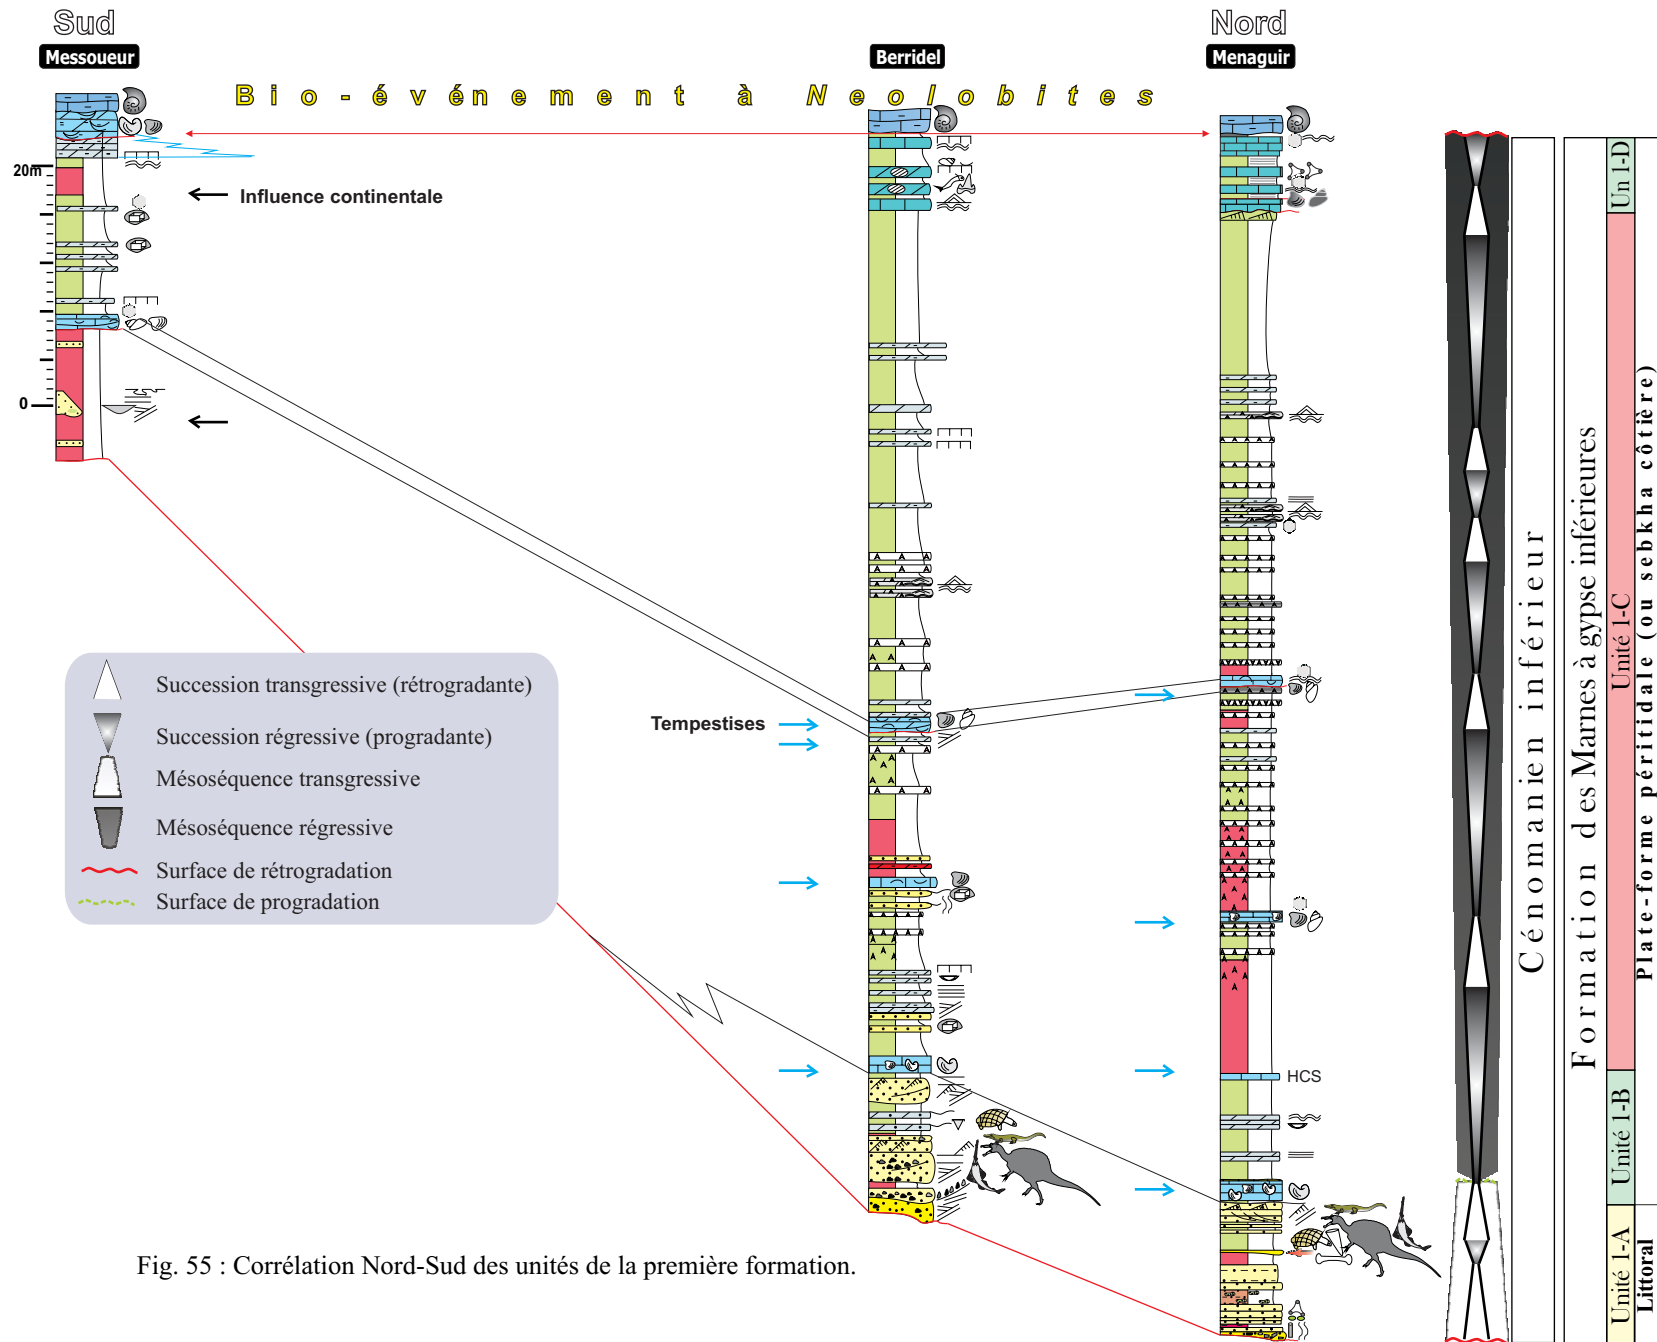 Sud
Nord
Messoueur
Berridel
Menaguir
Bio-événement à Neolobites
20m
Influence continentale
0
Succession transgressive (rétrogradante)
Succession régressive (progradante)
Mésoséquence transgressive
Mésoséquence régressive
Surface de rétrogradation
Surface de progradation
Tempestises
HCS
Cénomanien inférieur
Formation des Marnes à gypse inférieures
Un 1-D
Unité 1-C
Unité 1-B
Unité 1-A
Plate-forme péritidale (ou sebkha côtière)
Littoral
Fig. 55 : Corrélation Nord-Sud des unités de la première formation.